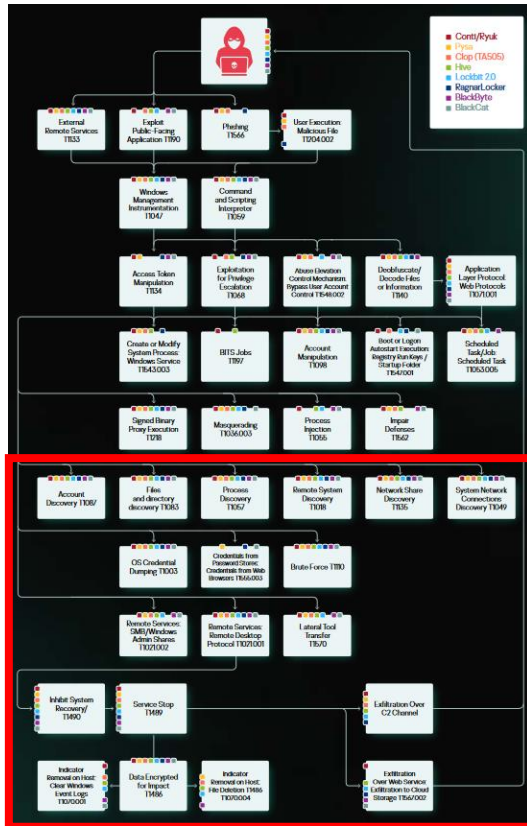 Conti/Ryuk
Pysa
Clop (TA505)
Hive
Lockbit 2.0
RagnarLocker
BlackByte
BlackCat
External
Remote Services
T1133
Exploit
Public-Facing
Application T1190
Phishing
T1566
User Execution:
Malicious File
T1204.002
Windows
Management
Instrumentation
T1047
Command
and Scripting
Interpreter
T1059
Access Token
Manipulation
T1134
Exploitation
for Privilege
Escalation
T1068
Abuse Elevation
Control Mechanism:
Bypass User Account
Control T1548.002
Deobfuscate/
Decode Files
or Information
T1140
Application
Layer Protocol:
Web Protocols
T1071.001
Create or Modify
System Process:
Windows Service
T1543.003
BITS Jobs
T1197
Account
Manipulation
T1098
Boot or Logon
Autostart Execution:
Registry Run Keys /
Startup Folder
T1547.001
Scheduled
Task/Job:
Scheduled Task
T1053.005
Signed Binary
Proxy Execution
T1218
Masquerading
T1036.003
Process
Injection
T1055
Impair
Defenses
T1562
Account
Discovery T1087
Files
and directory
discovery T1083
Process
Discovery
T1057
Remote System
Discovery
T1018
Network Share
Discovery
T1135
System Network
Connections
Discovery T1049
OS Credential
Dumping T1003
Credentials from
Password Stores:
Credentials from Web
Browsers T1555.003
Brute Force T1110
Remote Services:
SMB/Windows
Admin Shares
T1021.002
Remote Services:
Remote Desktop
Protocol T1021.001
Lateral Tool
Transfer
T1570
Inhibit System
Recovery/
T1490
Service Stop
T1489
Exfiltration Over
C2 Channel
Indicator
Removal on Host:
Clear Windows
Event Logs
T1070.001
Data Encrypted
for Impact
T1486
Indicator
Removal on Host:
File Deletion T1486
T1070.004
Exfiltration
Over Web Service:
Exfiltration to Cloud
Storage T1567.002